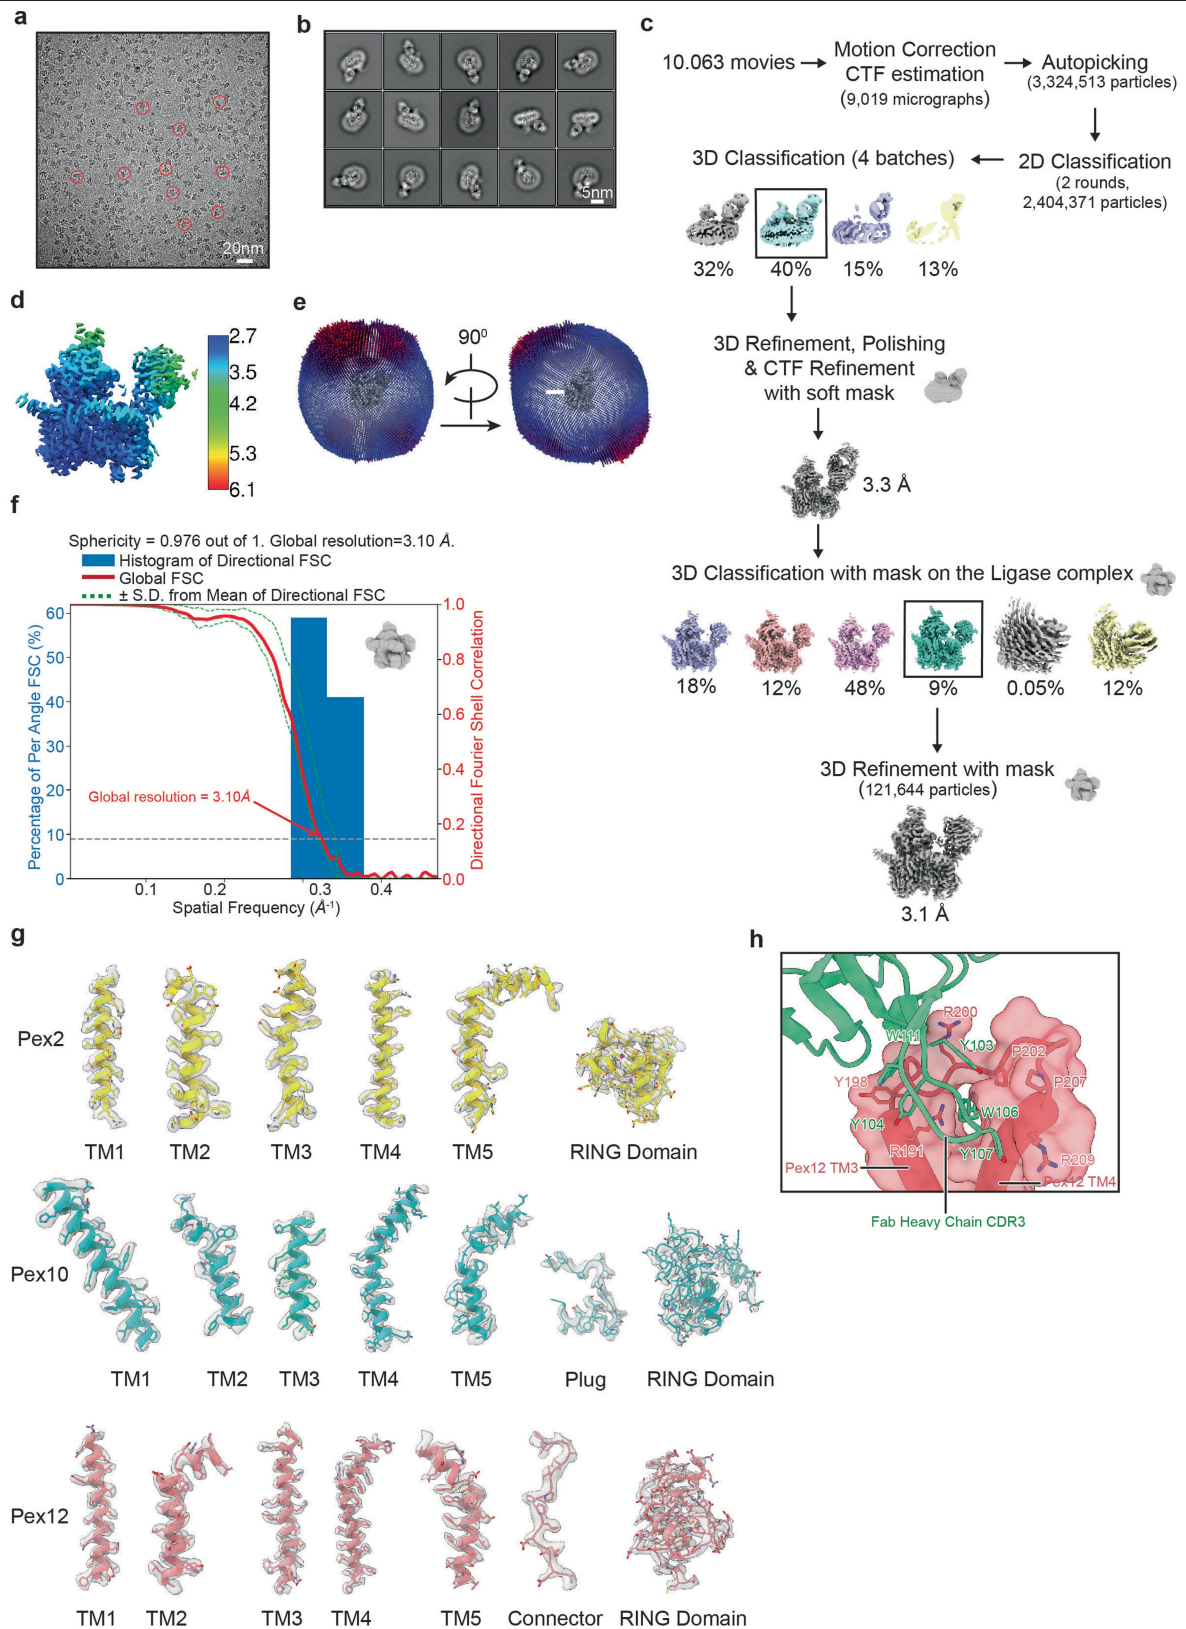 a
20nm
b
5nm
c
10.063 movies
Motion Correction
CTF estimation
(9,019 micrographs)
Autopicking
(3,324,513 particles)
2D Classification
(2 rounds,
2,404,371 particles)
3D Classification (4 batches)
32%
40%
15%
13%
3D Refinement, Polishing
& CTF Refinement
with soft mask
3.3 Å
3D Classification with mask on the Ligase complex
18%
12%
48%
9%
0.05%
12%
3D Refinement with mask
(121,644 particles)
3.1 Å
d
2.7
3.5
4.2
5.3
6.1
e
90⁰
f
Sphericity = 0.976 out of 1. Global resolution=3.10 Å.
Histogram of Directional FSC
Global FSC
± S.D. from Mean of Directional FSC
Percentage of Per Angle FSC (%)
60
50
40
30
20
10
0
Global resolution = 3.10Å
1.0
0.8
0.6
0.4
0.2
0.0
Directional Fourier Shell Correlation
0.1
0.2
0.3
0.4
Spatial Frequency (Å⁻¹)
g
Pex2
TM1
TM2
TM3
TM4
TM5
RING Domain
Pex10
TM1
TM2
TM3
TM4
TM5
Plug
RING Domain
Pex12
TM1
TM2
TM3
TM4
TM5
Connector
RING Domain
h
R200
W111
Y103
P202
Y198
P207
W106
Y104
R191
Y107
R209
Pex12 TM3
Pex12 TM4
Fab Heavy Chain CDR3